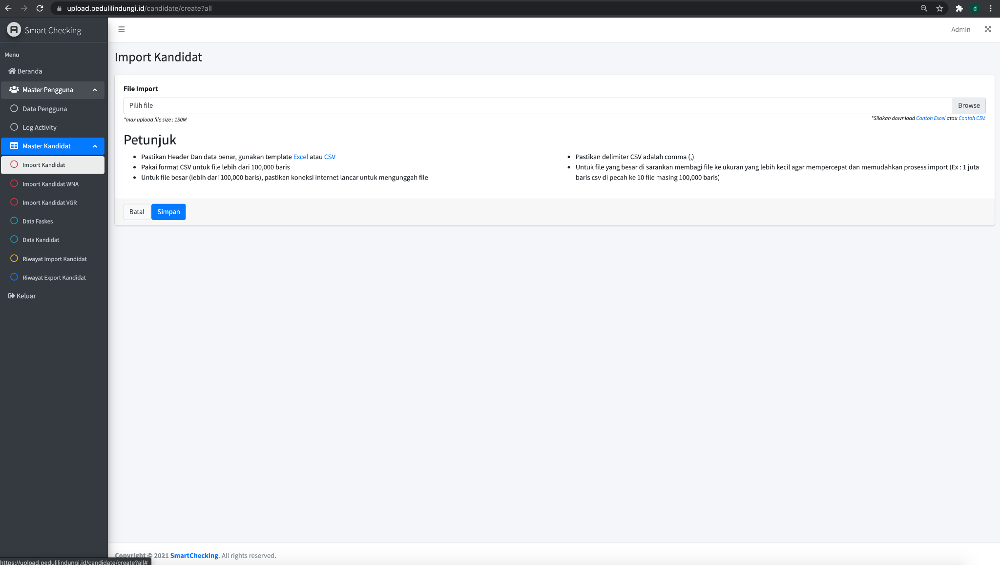 upload.pedulilindungi.id/candidate/create?all
d
Smart Checking
Admin
Menu
Beranda
Master Pengguna
Data Pengguna
Log Activity
Master Kandidat
Import Kandidat
Import Kandidat WNA
Import Kandidat VGR
Data Faskes
Data Kandidat
Riwayat Import Kandidat
Riwayat Export Kandidat
Keluar
Import Kandidat
File Import
Pilih file
Browse
*max upload file size : 150M
*Silakan download Contoh Excel atau Contoh CSV.
Petunjuk
Pastikan Header Dan data benar, gunakan template Excel atau CSV
Pakai format CSV untuk file lebih dari 100,000 baris
Untuk file besar (lebih dari 100,000 baris), pastikan koneksi internet lancar untuk mengunggah file
Pastikan delimiter CSV adalah comma (,)
Untuk file yang besar di sarankan membagi file ke ukuran yang lebih kecil agar mempercepat dan memudahkan prosess import (Ex : 1 juta
baris csv di pecah ke 10 file masing 100,000 baris)
Batal
Simpan
Copyright © 2021 SmartChecking. All rights reserved.
https://upload.pedulilindungi.id/candidate/create?all#